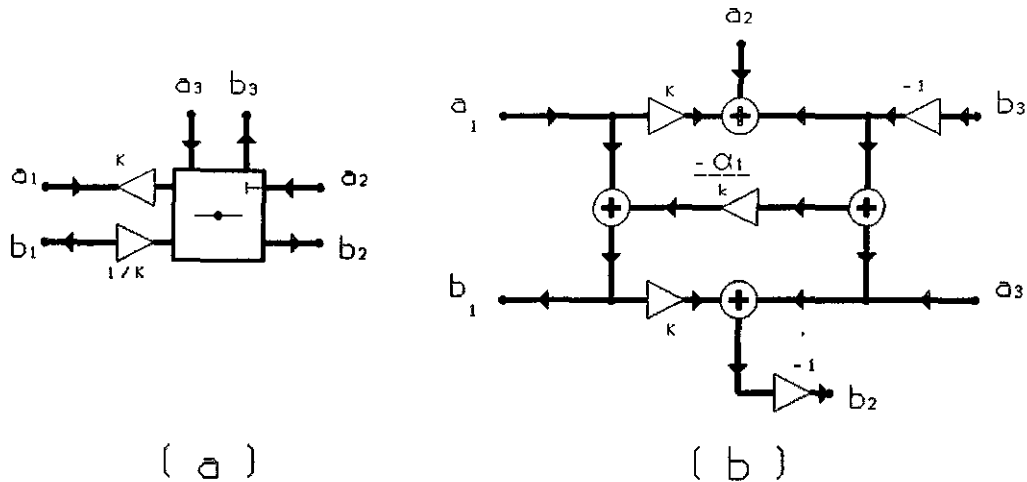 a2
a3 b3
K
a1 a2
b1 b2
1/K
a1 K -1 b3
-α1
k
b1 K a3
-1
b2
(a) (b)